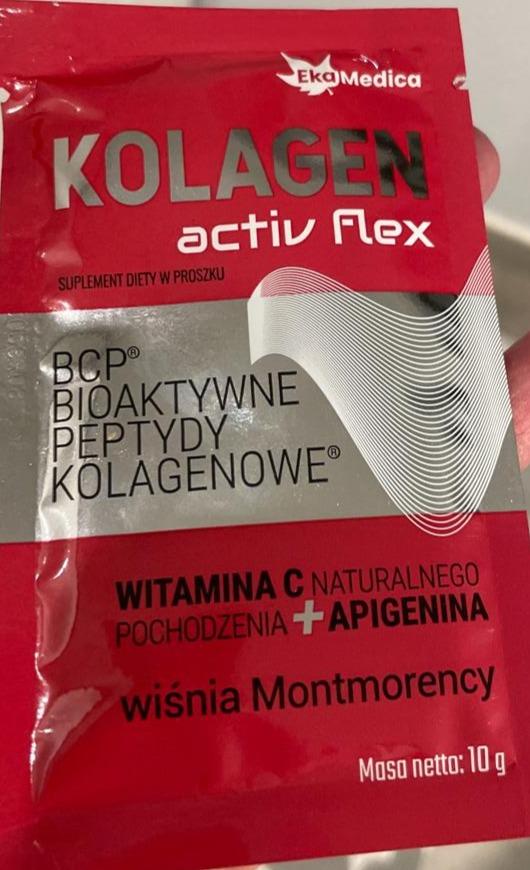 EkaMedica
KOLAGEN
activ flex
SUPLEMENT DIETY W PROSZKU
BCP®
BIOAKTYWNE
PEPTYDY
KOLAGENOWE®
WITAMINA C NATURALNEGO
POCHODZENIA + APIGENINA
wiśnia Montmorency
Masa netto: 10 g